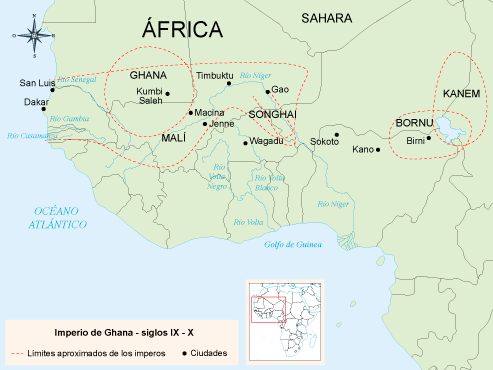 SAHARA
ÁFRICA
GHANA
Timbuktu
Río Níger
San Luis
Río Senegal
Kumbi
Saleh
Gao
KANEM
Dakar
Río Gambia
Macina
SONGHAÍ
Jenne
BORNU
Río Casamance
MALÍ
Wagadu
Sokoto
Birni
Kano
Río Volta
Negro
Río Volta
Blanco
Río Níger
OCÉANO
ATLÁNTICO
Río Volta
Golfo de Guinea
Imperio de Ghana - siglos IX - X
Límites aproximados de los imperos
Ciudades